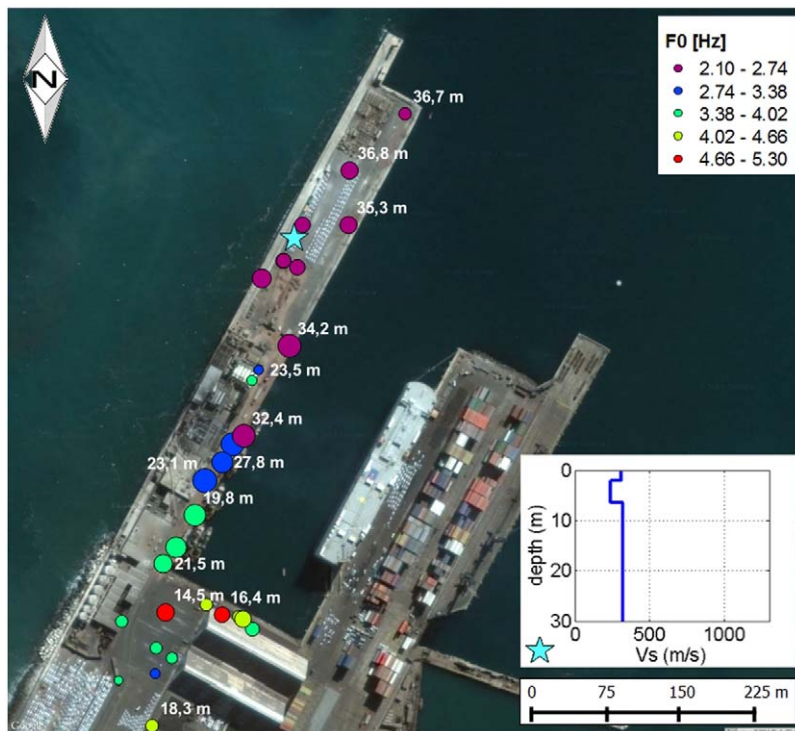 N
F0 [Hz]
2.10 - 2.74
2.74 - 3.38
3.38 - 4.02
4.02 - 4.66
4.66 - 5.30
36,7 m
36,8 m
35,3 m
34,2 m
23,5 m
32,4 m
23,1 m
27,8 m
19,8 m
21,5 m
14,5 m
16,4 m
18,3 m
depth (m)
0
10
20
30
0
500
1000
Vs (m/s)
0
75
150
225 m
Google